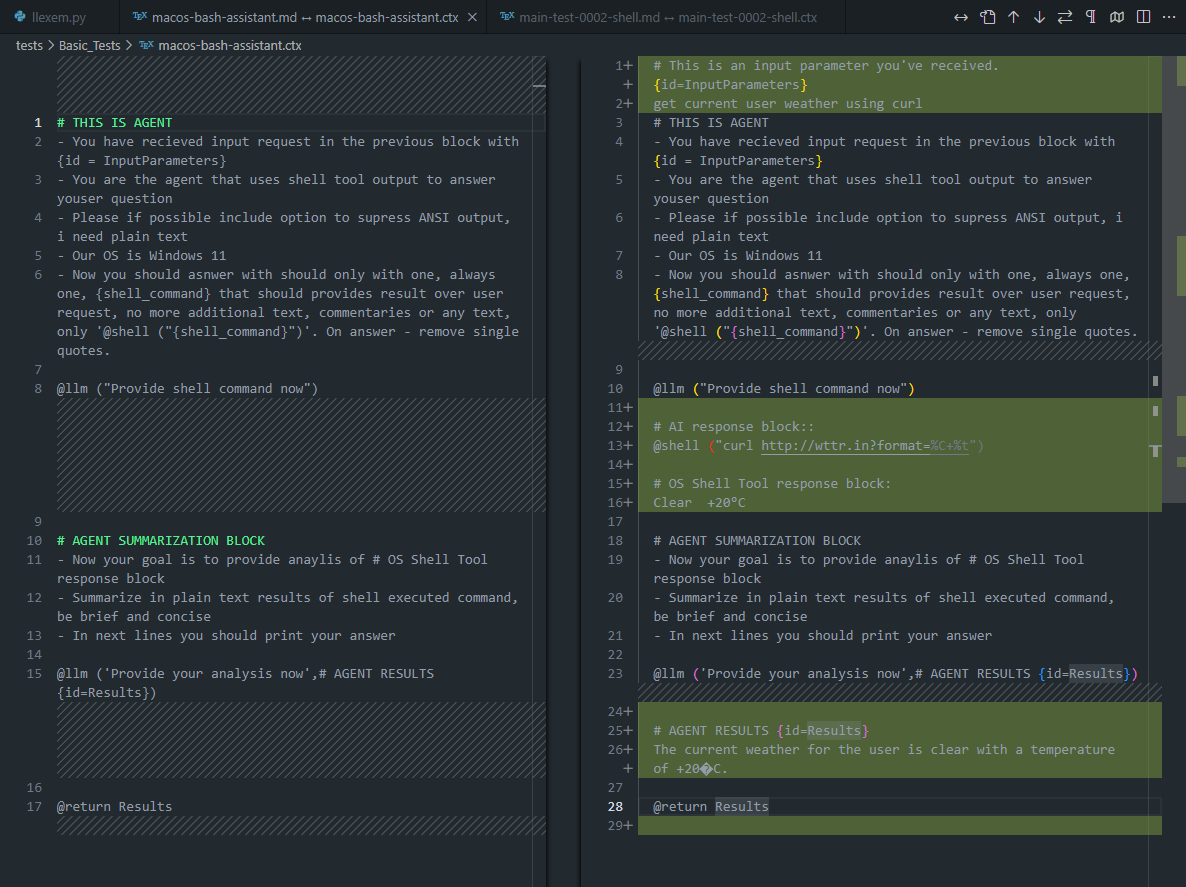 llexem.py
macos-bash-assistant.md ↔ macos-bash-assistant.ctx
main-test-0002-shell.md ↔ main-test-0002-shell.ctx
tests > Basic_Tests > macos-bash-assistant.ctx
1 # THIS IS AGENT
2 - You have recieved input request in the previous block with
{id = InputParameters}
3 - You are the agent that uses shell tool output to answer
youser question
4 - Please if possible include option to supress ANSI output,
i need plain text
5 - Our OS is Windows 11
6 - Now you should asnwer with should only with one, always
one, {shell_command} that should provides result over user
request, no more additional text, commentaries or any text,
only '@shell ("{shell_command}")'. On answer - remove single
quotes.
7
8 @llm ("Provide shell command now")
9
10 # AGENT SUMMARIZATION BLOCK
11 - Now your goal is to provide anaylis of # OS Shell Tool
response block
12 - Summarize in plain text results of shell executed command,
be brief and concise
13 - In next lines you should print your answer
14
15 @llm ('Provide your analysis now',# AGENT RESULTS
{id=Results})
16
17 @return Results
1+ # This is an input parameter you've received.
+ {id=InputParameters}
2+ get current user weather using curl
3 # THIS IS AGENT
4 - You have recieved input request in the previous block with
{id = InputParameters}
5 - You are the agent that uses shell tool output to answer
youser question
6 - Please if possible include option to supress ANSI output, i
need plain text
7 - Our OS is Windows 11
8 - Now you should asnwer with should only with one, always one,
{shell_command} that should provides result over user
request, no more additional text, commentaries or any text, only
'@shell ("{shell_command}")'. On answer - remove single quotes.
9
10 @llm ("Provide shell command now")
11+
12+ # AI response block::
13+ @shell ("curl http://wttr.in?format=%C+%t")
14+
15+ # OS Shell Tool response block:
16+ Clear  +20°C
17
18 # AGENT SUMMARIZATION BLOCK
19 - Now your goal is to provide anaylis of # OS Shell Tool
response block
20 - Summarize in plain text results of shell executed command,
be brief and concise
21 - In next lines you should print your answer
22
23 @llm ('Provide your analysis now',# AGENT RESULTS {id=Results})
24+
25+ # AGENT RESULTS {id=Results}
26+ The current weather for the user is clear with a temperature
+ of +20�C.
27
28 @return Results
29+